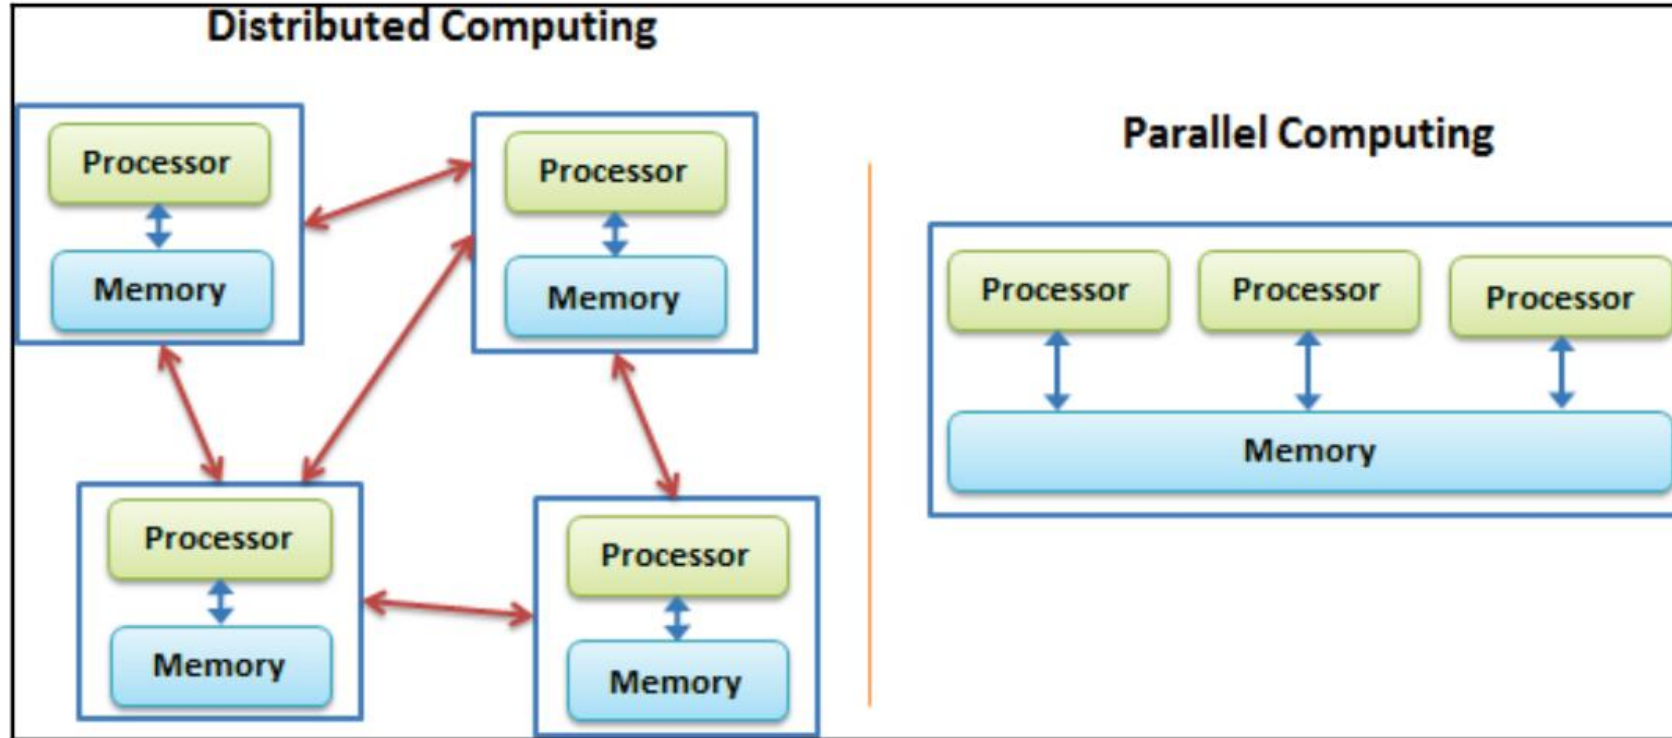 Distributed Computing
Processor
Memory
Processor
Memory
Processor
Memory
Processor
Memory
Parallel Computing
Processor
Processor
Processor
Memory